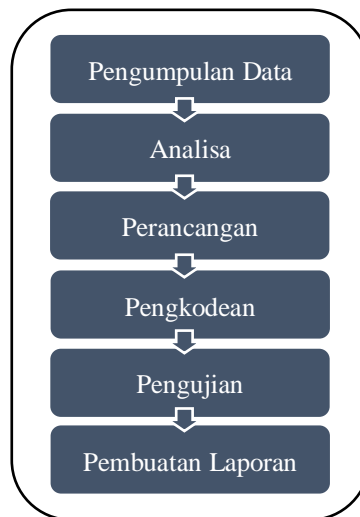 Pengumpulan Data
Analisa
Perancangan
Pengkodean
Pengujian
Pembuatan Laporan